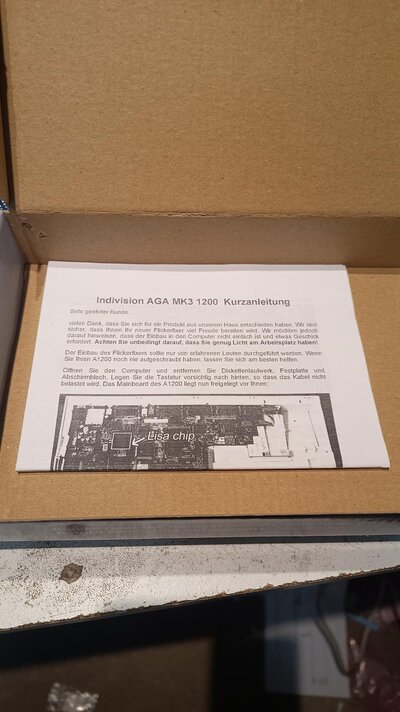 Indivision AGA MK3 1200 Kurzanleitung
Sehr geehrter Kunde,
vielen Dank, dass Sie sich für ein Produkt aus unserem Haus entschieden haben. Wir sind
sicher, dass Ihnen Ihr neuer Flickerfixer viel Freude bereiten wird. Wir möchten jedoch
darauf hinweisen, dass der Einbau in den Computer nicht einfach ist und etwas Geschick
erfordert. Achten Sie unbedingt darauf, dass Sie genug Licht am Arbeitsplatz haben!
Der Einbau des Flickerfixers sollte nur von erfahrenen Leuten durchgeführt werden. Wenn
Sie Ihren A1200 noch nie aufgeschraubt haben, lassen Sie sich am besten helfen.
Öffnen Sie den Computer und entfernen Sie Diskettenlaufwerk, Festplatte und
Abschirmblech. Legen Sie die Tastatur vorsichtig nach hinten, so dass das Kabel nicht
belastet wird. Das Mainboard des A1200 liegt nun freigelegt vor Ihnen:
Lisa chip